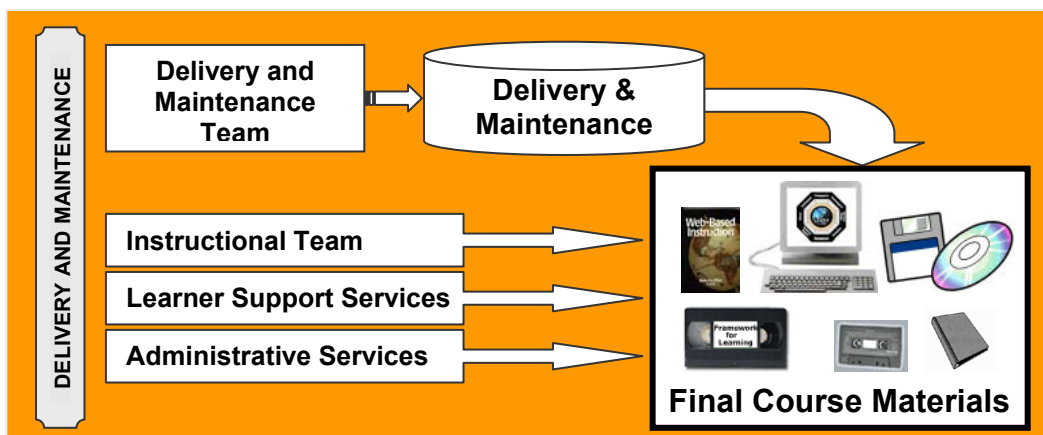 DELIVERY AND MAINTENANCE
Delivery and
Maintenance
Team
Delivery &
Maintenance
Instructional Team
Learner Support Services
Administrative Services
Web-Based
Instruction
Framework
for
Learning
Final Course Materials